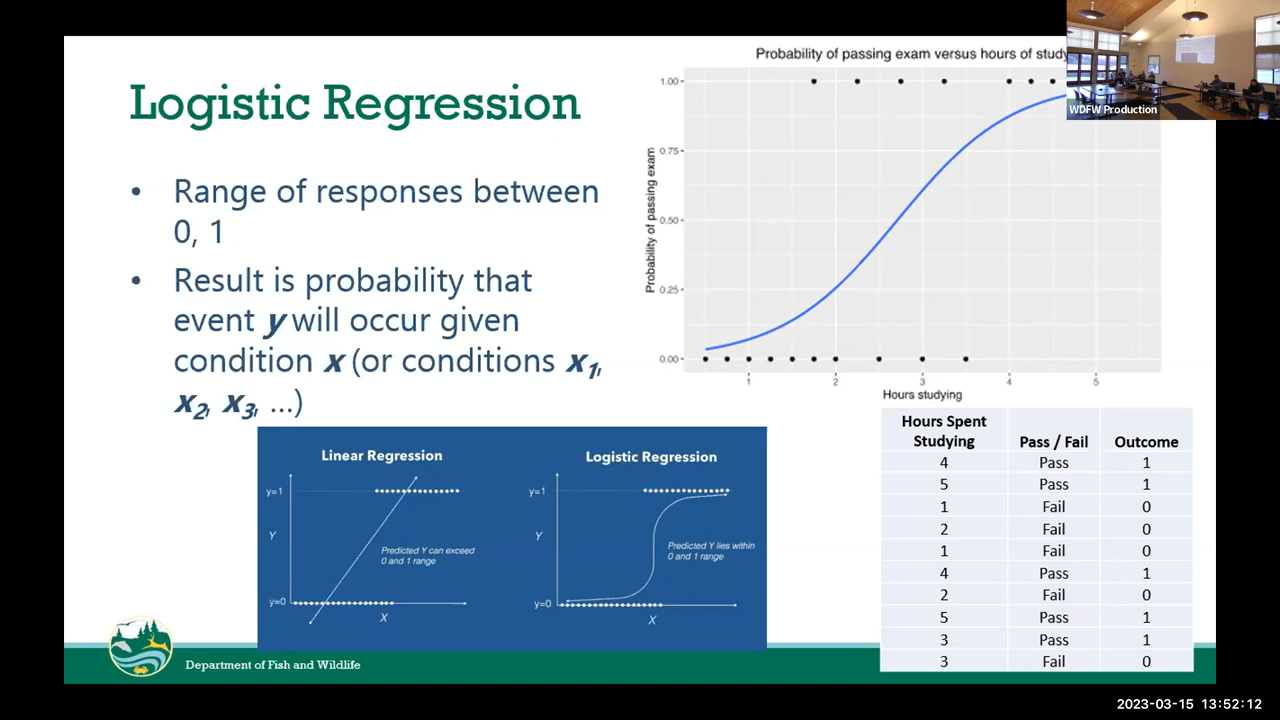 Logistic Regression
• Range of responses between
0, 1
• Result is probability that
event y will occur given
condition x (or conditions x1,
x2, x3, …)
Probability of passing exam versus hours of study
WDFW Production
Probability of passing exam
1.00
0.75
0.50
0.25
0.00
1 2 3 4 5
Hours studying
Linear Regression
y=1
Y
y=0
Predicted Y can exceed
0 and 1 range
X
Logistic Regression
y=1
Y
y=0
Predicted Y lies within
0 and 1 range
X
Hours Spent
Studying Pass / Fail Outcome
4 Pass 1
5 Pass 1
1 Fail 0
2 Fail 0
1 Fail 0
4 Pass 1
2 Fail 0
5 Pass 1
3 Pass 1
3 Fail 0
Department of Fish and Wildlife
2023-03-15 13:52:12